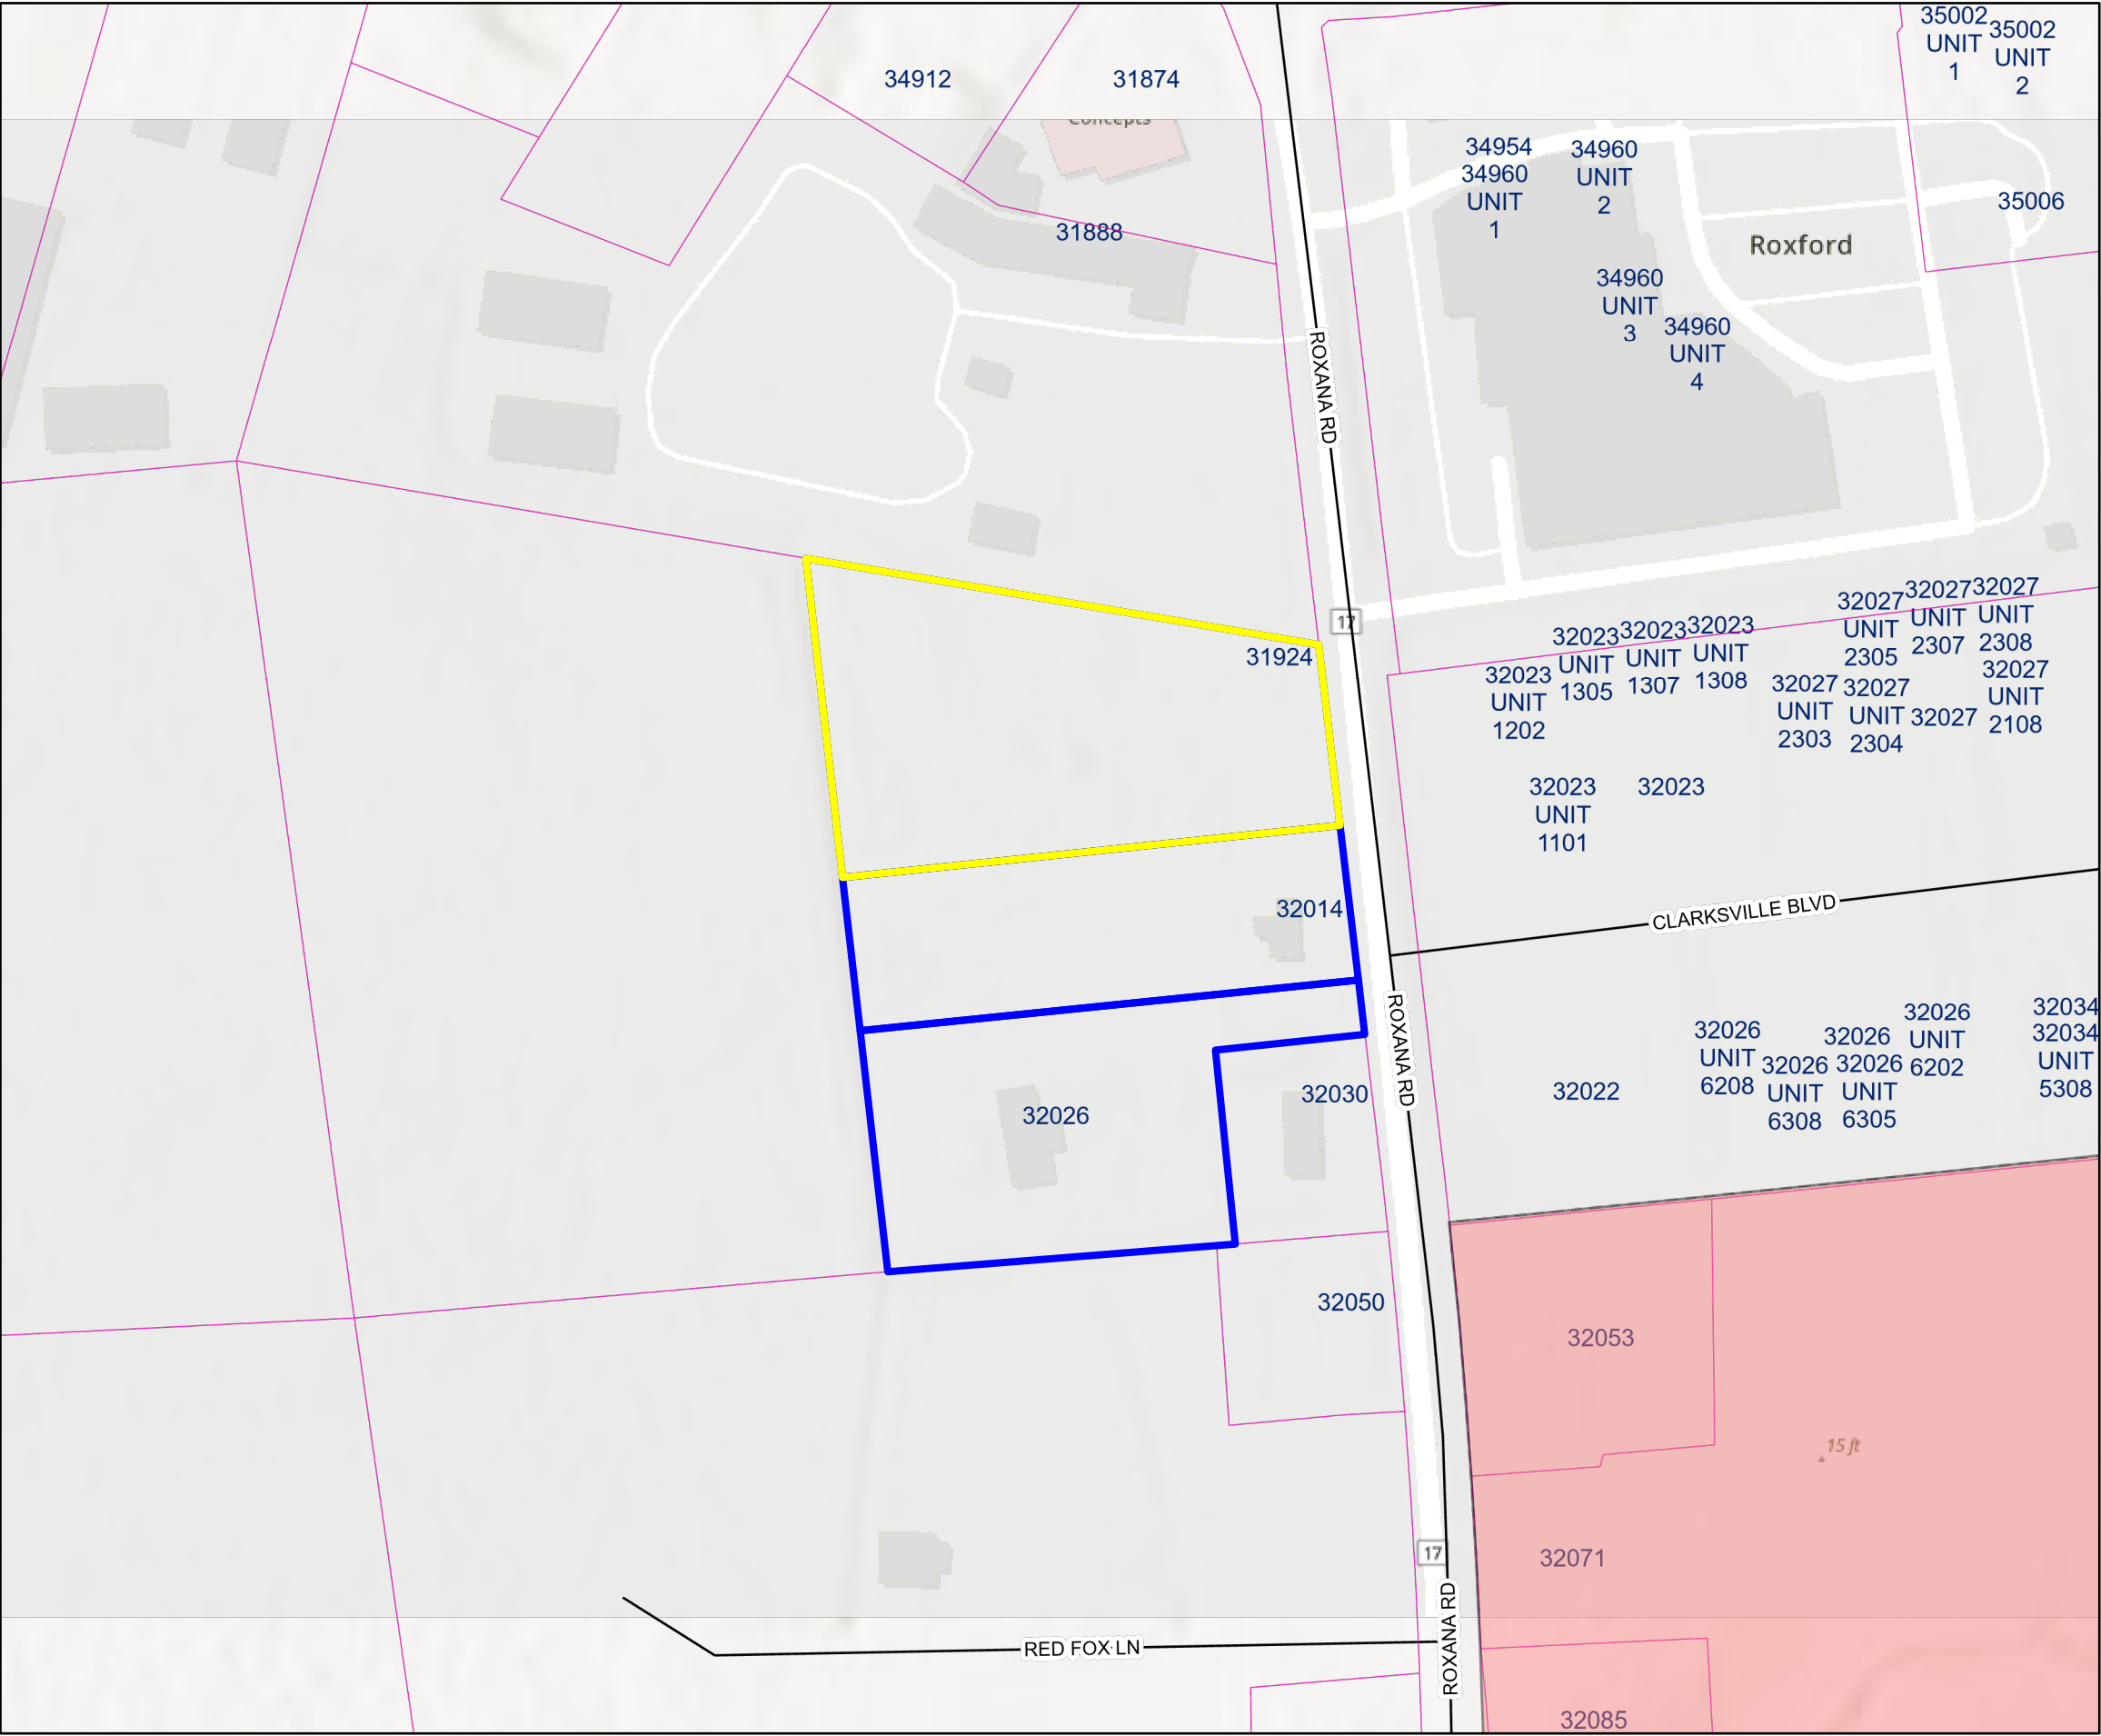 35002
UNIT
1
35002
UNIT
2
34912
31874
Concepts
34954
34960
UNIT
1
34960
UNIT
2
35006
31888
Roxford
34960
UNIT
3
34960
UNIT
4
ROXANA RD
17
31924
32023
UNIT
1202
32023
UNIT
1305
32023
UNIT
1307
32023
UNIT
1308
32027
UNIT
2305
32027
UNIT
2307
32027
UNIT
2308
32027
UNIT
2303
32027
UNIT
2304
32027
32027
UNIT
2108
32023
UNIT
1101
32023
32014
CLARKSVILLE BLVD
ROXANA RD
32026
32030
32022
32026
UNIT
6208
32026
UNIT
6308
32026
32026
UNIT
6305
32026
UNIT
6202
32034
32034
UNIT
5308
32050
32053
15 ft
17
32071
RED FOX LN
ROXANA RD
32085